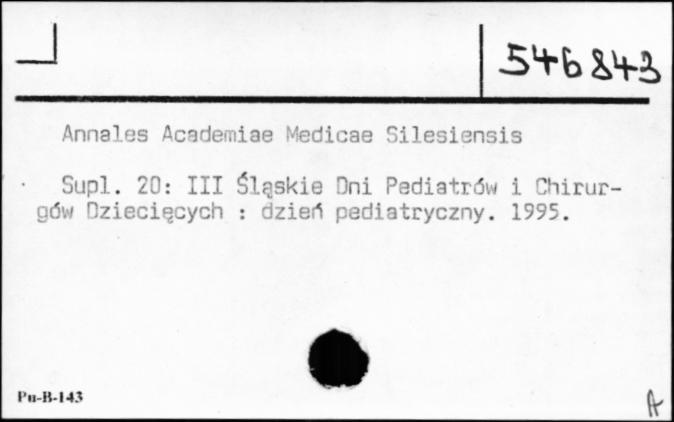 546843
Annales Academiae Medicae Silesiensis
Supl. 20: III Śląskie Dni Pediatrów i Chirur-
gów Dziecięcych : dzień pediatryczny. 1995.
Pu-B-143
A